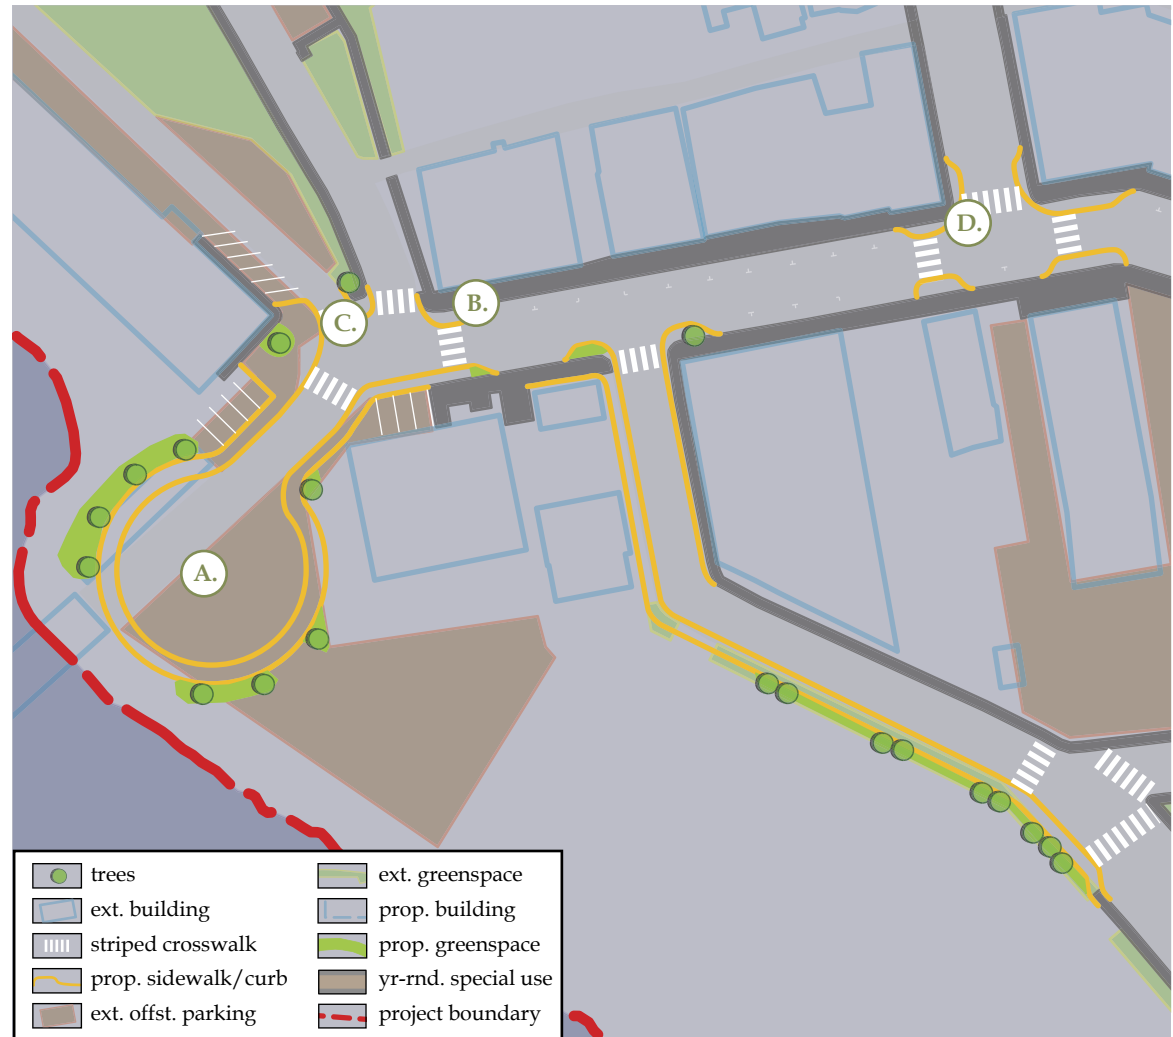 D.
B.
C.
A.
trees
ext. building
striped crosswalk
prop. sidewalk/curb
ext. offst. parking
ext. greenspace
prop. building
prop. greenspace
yr-rnd. special use
project boundary